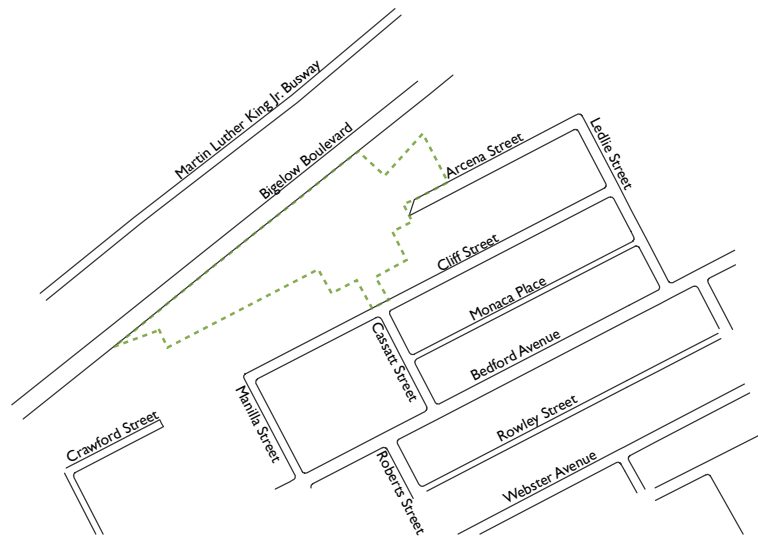 Martin Luther King Jr. Busway
Bigelow Boulevard
Arcena Street
Ledlie Street
Cliff Street
Monaca Place
Cassatt Street
Bedford Avenue
Manilla Street
Crawford Street
Rowley Street
Roberts Street
Webster Avenue